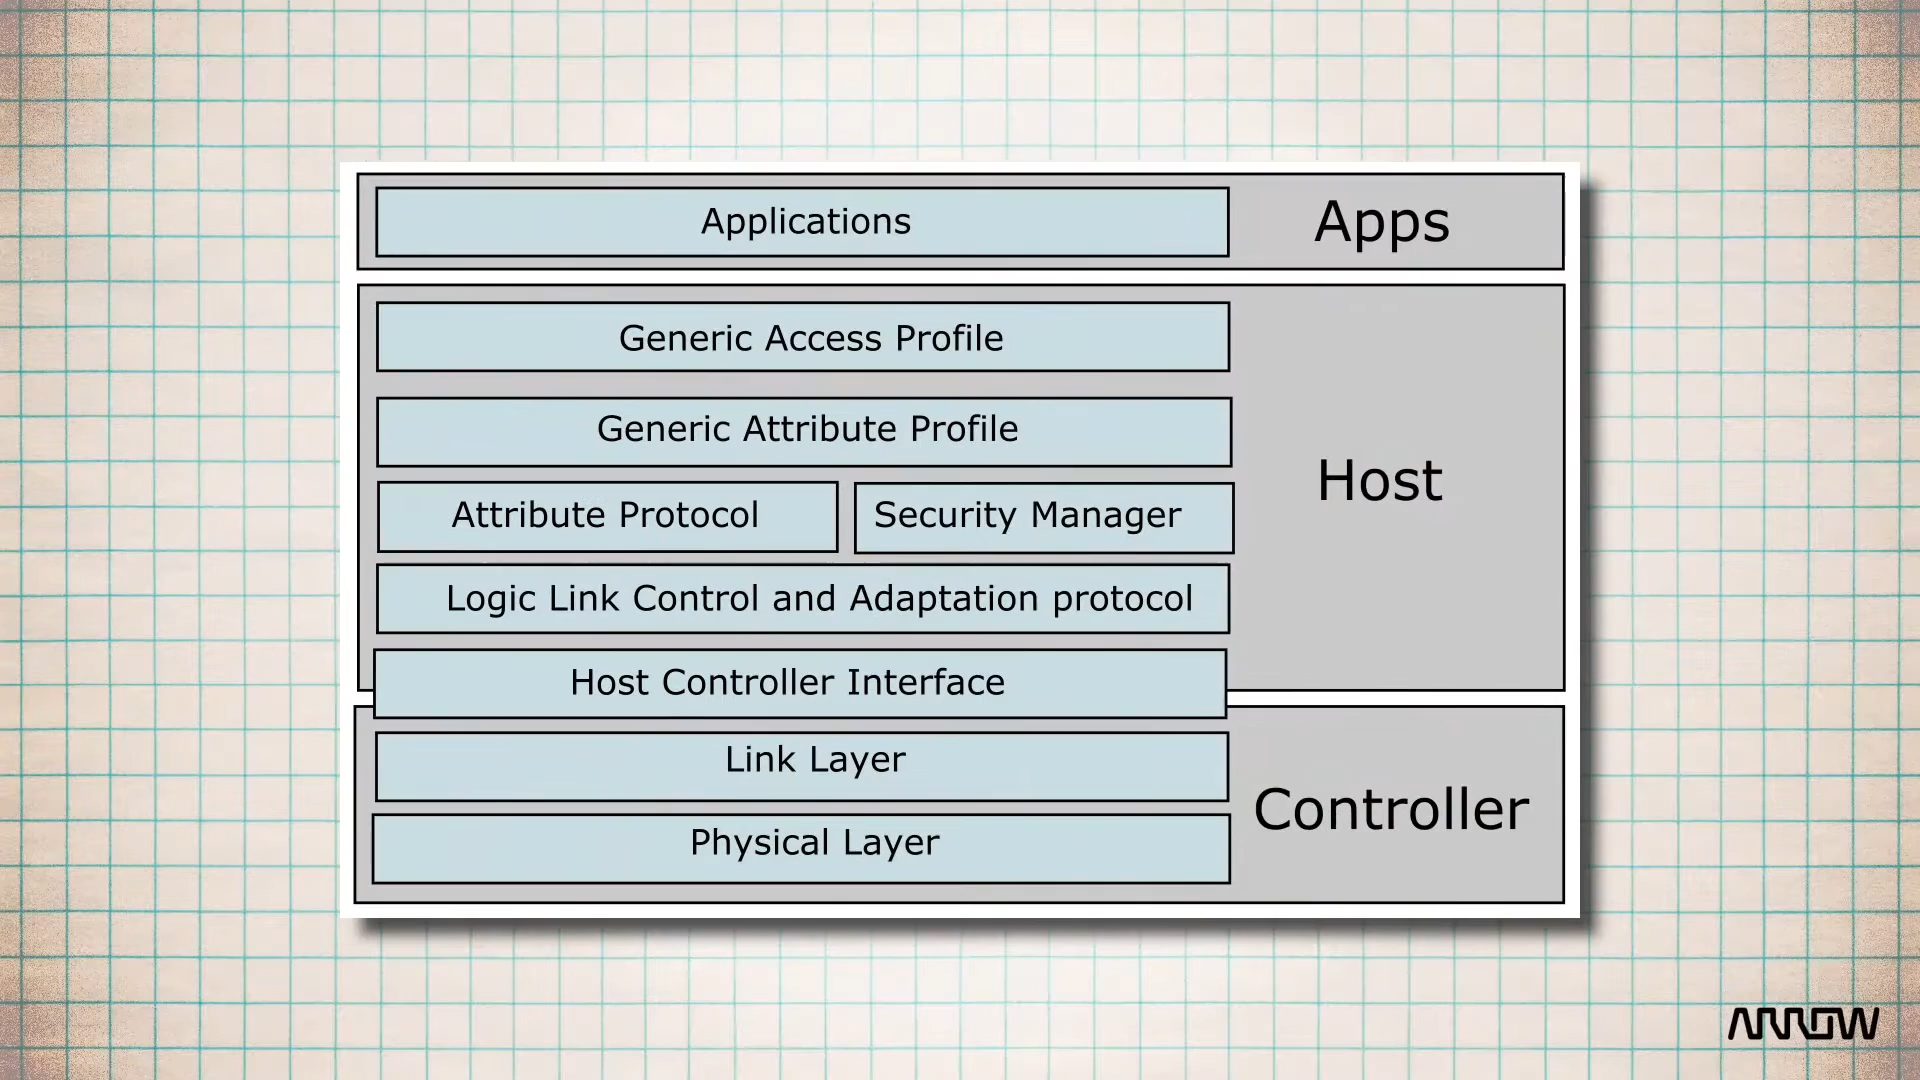 Applications
Apps
Generic Access Profile
Generic Attribute Profile
Host
Attribute Protocol
Security Manager
Logic Link Control and Adaptation protocol
Host Controller Interface
Link Layer
Controller
Physical Layer
ARROW